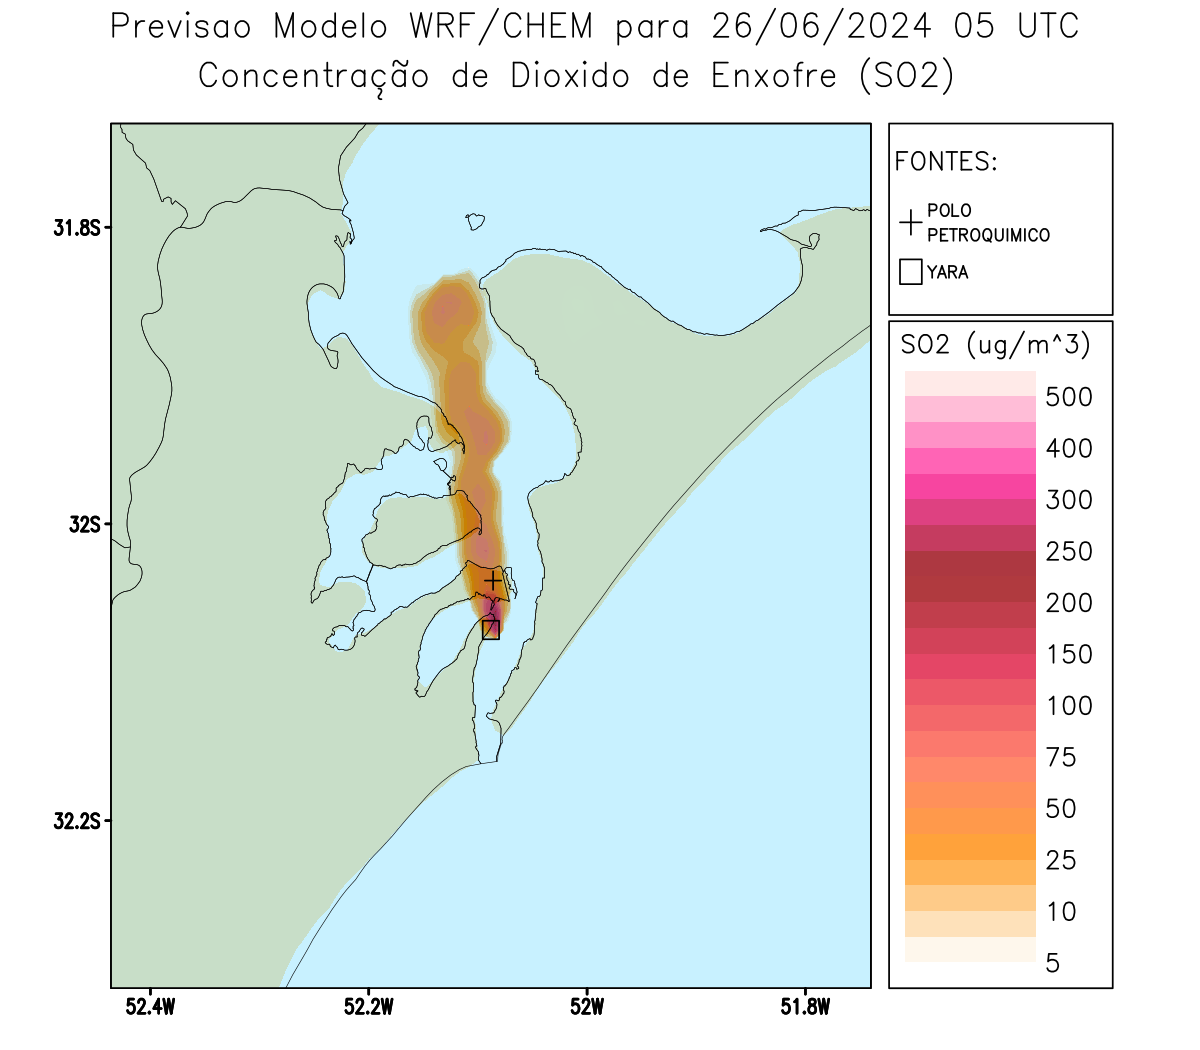 Previsao Modelo WRF/CHEM para 26/06/2024 05 UTC
Concentração de Dioxido de Enxofre (SO2)
FONTES:
POLO
PETROQUIMICO
YARA
31.8S
32S
32.2S
52.4W
52.2W
52W
51.8W
SO2 (ug/m^3)
500
400
300
250
200
150
100
75
50
25
10
5